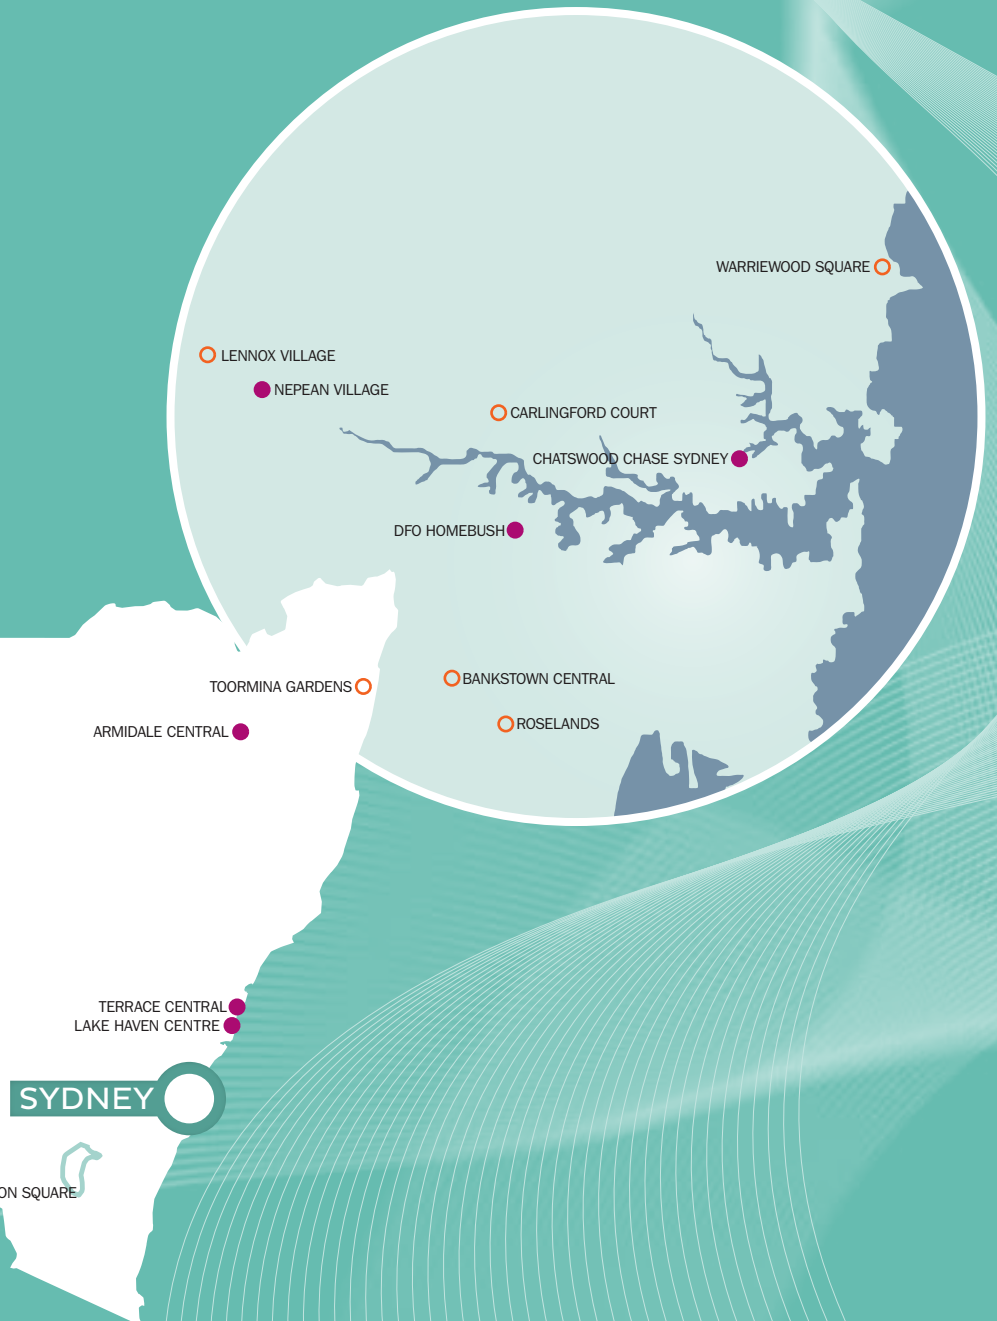 WARRIEWOOD SQUARE
LENNOX VILLAGE
NEPEAN VILLAGE
CARLINGFORD COURT
CHATSWOOD CHASE SYDNEY
DFO HOMEBUSH
BANKSTOWN CENTRAL
TOORMINA GARDENS
ROSELANDS
ARMIDALE CENTRAL
TERRACE CENTRAL
LAKE HAVEN CENTRE
SYDNEY
ON SQUARE